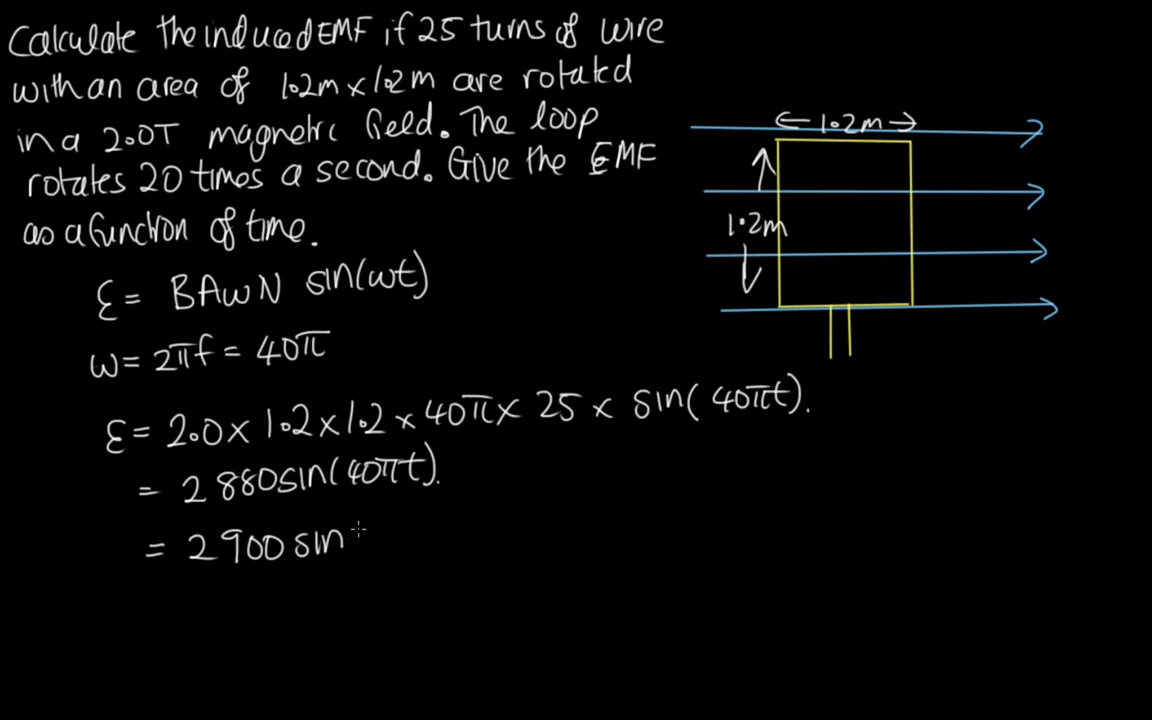 Calculate the induced EMF if 25 turns of wire
with an area of 1.2m x 1.2m are rotated
in a 2.0T magnetic field. The loop
rotates 20 times a second. Give the EMF
as a function of time.
ε = BAωN sin(ωt)
ω = 2πf = 40π
ε = 2.0 x 1.2 x 1.2 x 40π x 25 x sin(40πt).
= 2880sin(40πt).
= 2900 sin
1.2m
1.2m